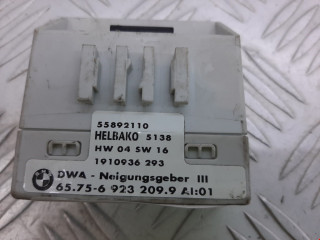 55892110
HELBAKO 5138
HW 04 SW 16
1910936 293
DWA - Neigungsgeber III
65.75-6 923 209.9 AI:01